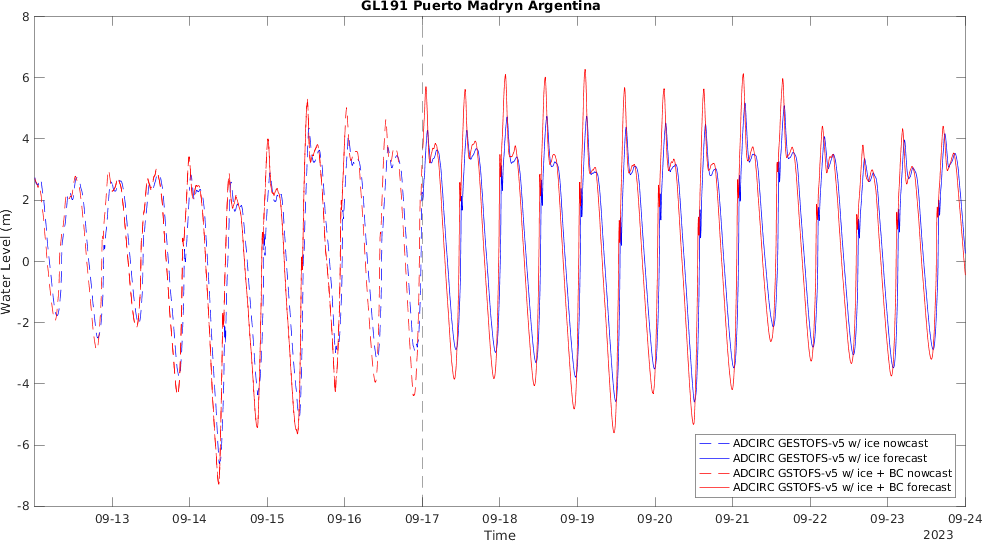 GL191 Puerto Madryn Argentina
8
6
4
2
0
-2
-4
-6
-8
Water Level (m)
ADCIRC GESTOFS-v5 w/ ice nowcast
ADCIRC GESTOFS-v5 w/ ice forecast
ADCIRC GSTOFS-v5 w/ ice + BC nowcast
ADCIRC GSTOFS-v5 w/ ice + BC forecast
09-13 09-14 09-15 09-16 09-17 09-18 09-19 09-20 09-21 09-22 09-23 09-24
Time
2023